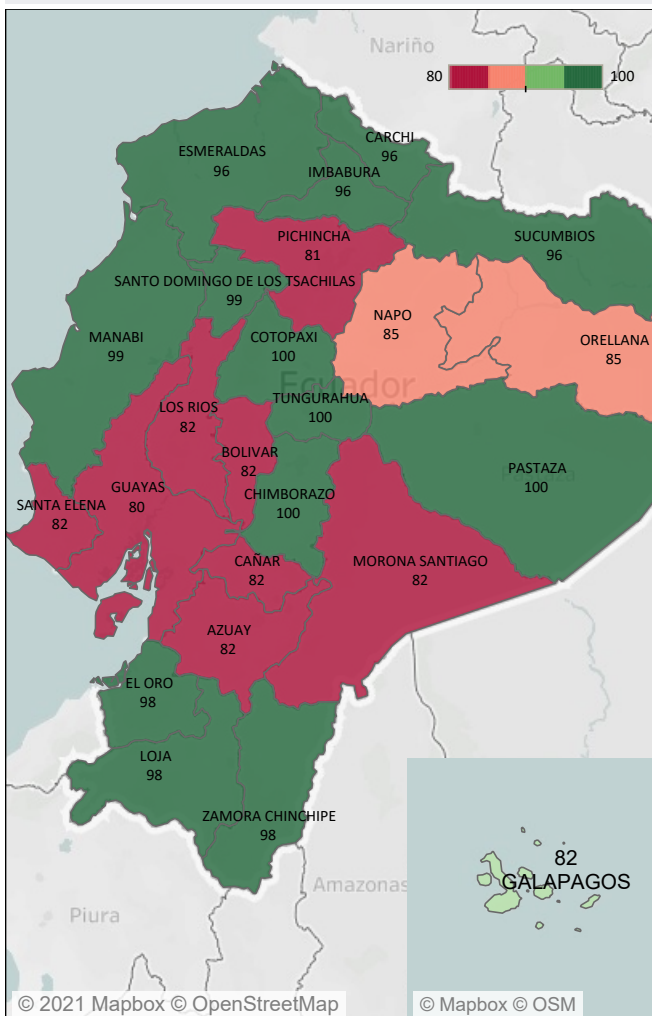 Nariño
80
100
CARCHI
96
ESMERALDAS
96
IMBABURA
96
PICHINCHA
81
SUCUMBIOS
96
SANTO DOMINGO DE LOS TSACHILAS
99
NAPO
85
MANABI
99
COTOPAXI
100
ORELLANA
85
Ecuador
TUNGURAHUA
100
LOS RIOS
82
BOLIVAR
82
PASTAZA
100
GUAYAS
80
CHIMBORAZO
100
SANTA ELENA
82
CAÑAR
82
MORONA SANTIAGO
82
AZUAY
82
EL ORO
98
LOJA
98
ZAMORA CHINCHIPE
98
82
GALAPAGOS
Amazonas
Piura
© 2021 Mapbox © OpenStreetMap
© Mapbox © OSM